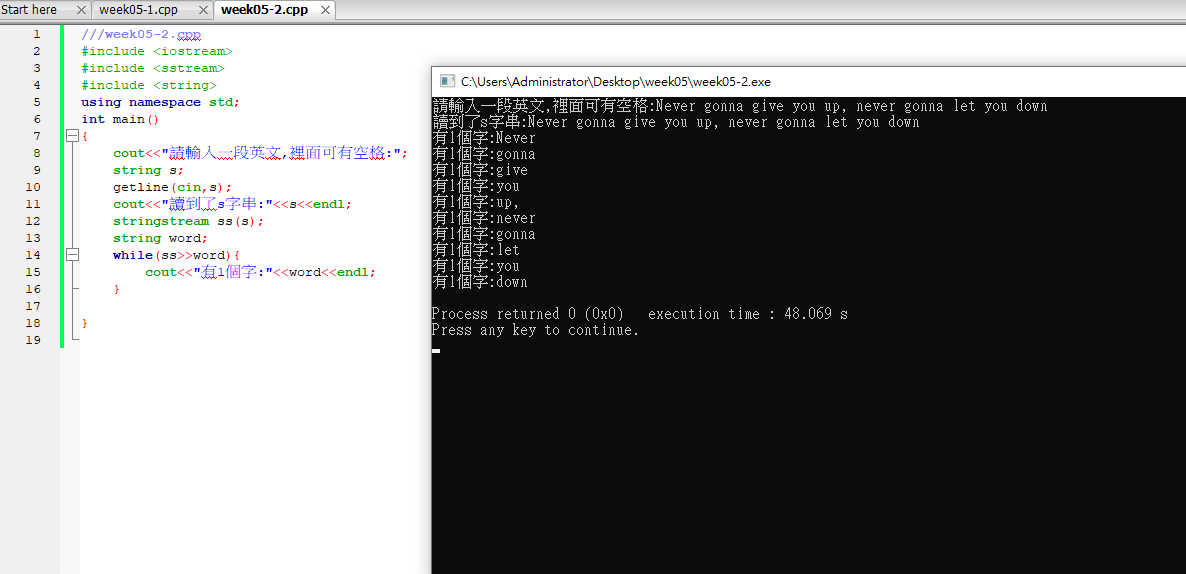 Start here week05-1.cpp week05-2.cpp
1 ///week05-2.cpp
2 #include <iostream>
3 #include <sstream>
4 #include <string>
5 using namespace std;
6 int main()
7 {
8 cout<<"請輸入一段英文,裡面可有空格:";
9 string s;
10 getline(cin,s);
11 cout<<"讀到了s字串:"<<s<<endl;
12 stringstream ss(s);
13 string word;
14 while(ss>>word){
15 cout<<"有1個字:"<<word<<endl;
16 }
17
18 }
19
C:\Users\Administrator\Desktop\week05\week05-2.exe
請輸入一段英文,裡面可有空格:Never gonna give you up, never gonna let you down
讀到了s字串:Never gonna give you up, never gonna let you down
有1個字:Never
有1個字:gonna
有1個字:give
有1個字:you
有1個字:up,
有1個字:never
有1個字:gonna
有1個字:let
有1個字:you
有1個字:down
Process returned 0 (0x0) execution time : 48.069 s
Press any key to continue.